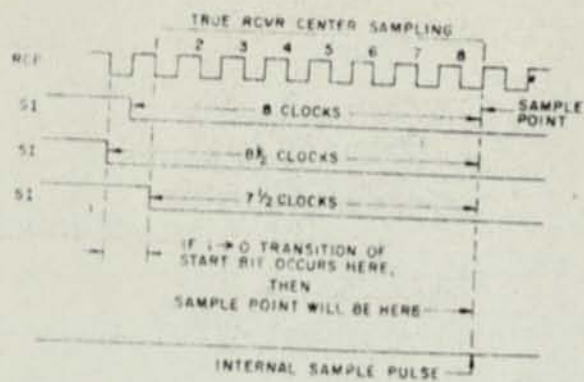 TRUE RCVR CENTER SAMPLING
2 3 4 5 6 7 8
RCP
SI
8 CLOCKS
SAMPLE
POINT
SI
8½ CLOCKS
SI
7 1/2 CLOCKS
IF 1→0 TRANSITION OF
START BIT OCCURS HERE,
THEN
SAMPLE POINT WILL BE HERE
INTERNAL SAMPLE PULSE